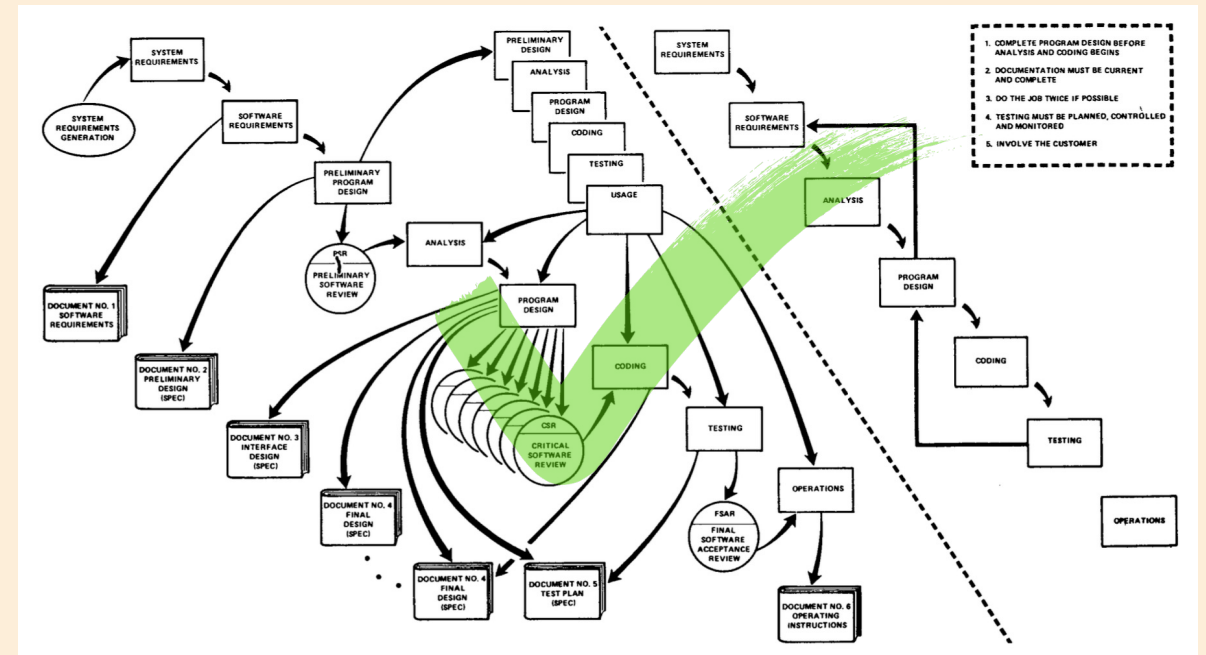 SYSTEM
REQUIREMENTS
SYSTEM
REQUIREMENTS
GENERATION
SOFTWARE
REQUIREMENTS
PRELIMINARY
PROGRAM
DESIGN
PSR
PRELIMINARY
SOFTWARE
REVIEW
PRELIMINARY
DESIGN
ANALYSIS
PROGRAM
DESIGN
CODING
TESTING
USAGE
ANALYSIS
PROGRAM
DESIGN
CSR
CRITICAL
SOFTWARE
REVIEW
CODING
TESTING
FSAR
FINAL
SOFTWARE
ACCEPTANCE
REVIEW
OPERATIONS
DOCUMENT NO. 1
SOFTWARE
REQUIREMENTS
DOCUMENT NO. 2
PRELIMINARY
DESIGN
(SPEC)
DOCUMENT NO. 3
INTERFACE
DESIGN
(SPEC)
DOCUMENT NO. 4
FINAL
DESIGN
(SPEC)
DOCUMENT NO. 4
FINAL
DESIGN
(SPEC)
DOCUMENT NO. 5
TEST PLAN
(SPEC)
DOCUMENT NO. 6
OPERATING
INSTRUCTIONS
SYSTEM
REQUIREMENTS
SOFTWARE
REQUIREMENTS
ANALYSIS
PROGRAM
DESIGN
CODING
TESTING
OPERATIONS
1. COMPLETE PROGRAM DESIGN BEFORE
ANALYSIS AND CODING BEGINS
2. DOCUMENTATION MUST BE CURRENT
AND COMPLETE
3. DO THE JOB TWICE IF POSSIBLE
4. TESTING MUST BE PLANNED, CONTROLLED
AND MONITORED
5. INVOLVE THE CUSTOMER